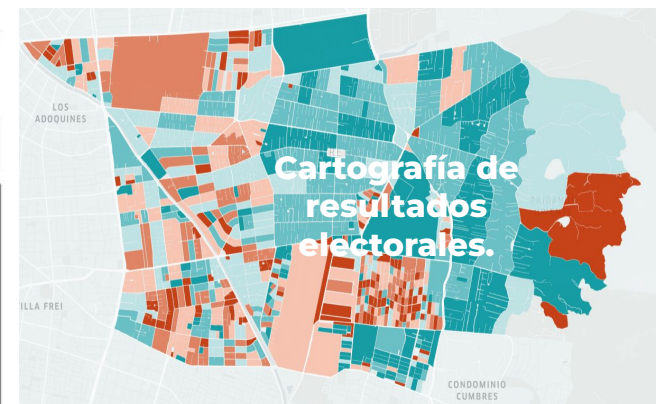 LOS
ADOQUINES
Cartografía de
resultados
electorales.
ILLA FREI
CONDOMINIO
CUMBRES